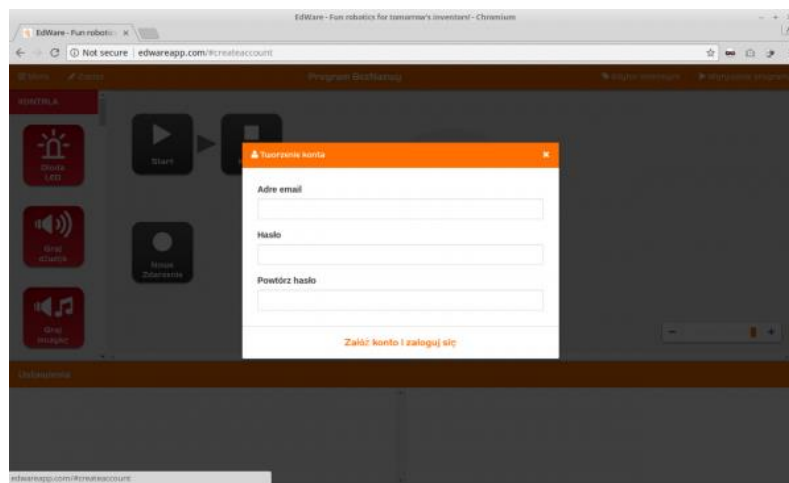 EdWare - Fun robotics for tomorrow's inventors! - Chromium
EdWare - Fun robotic
Not secure | edwareapp.com/#createaccount
Menu
Program BezNazwy
KONTROLA
Start
Dioda
LED
Graj
Nowe
Zdarzenie
Graj
muzykę
Tworzenie konta
Adre email
Hasło
Powtórz hasło
Załóż konto i zaloguj się
Ustawienia
edwareapp.com/#createaccount